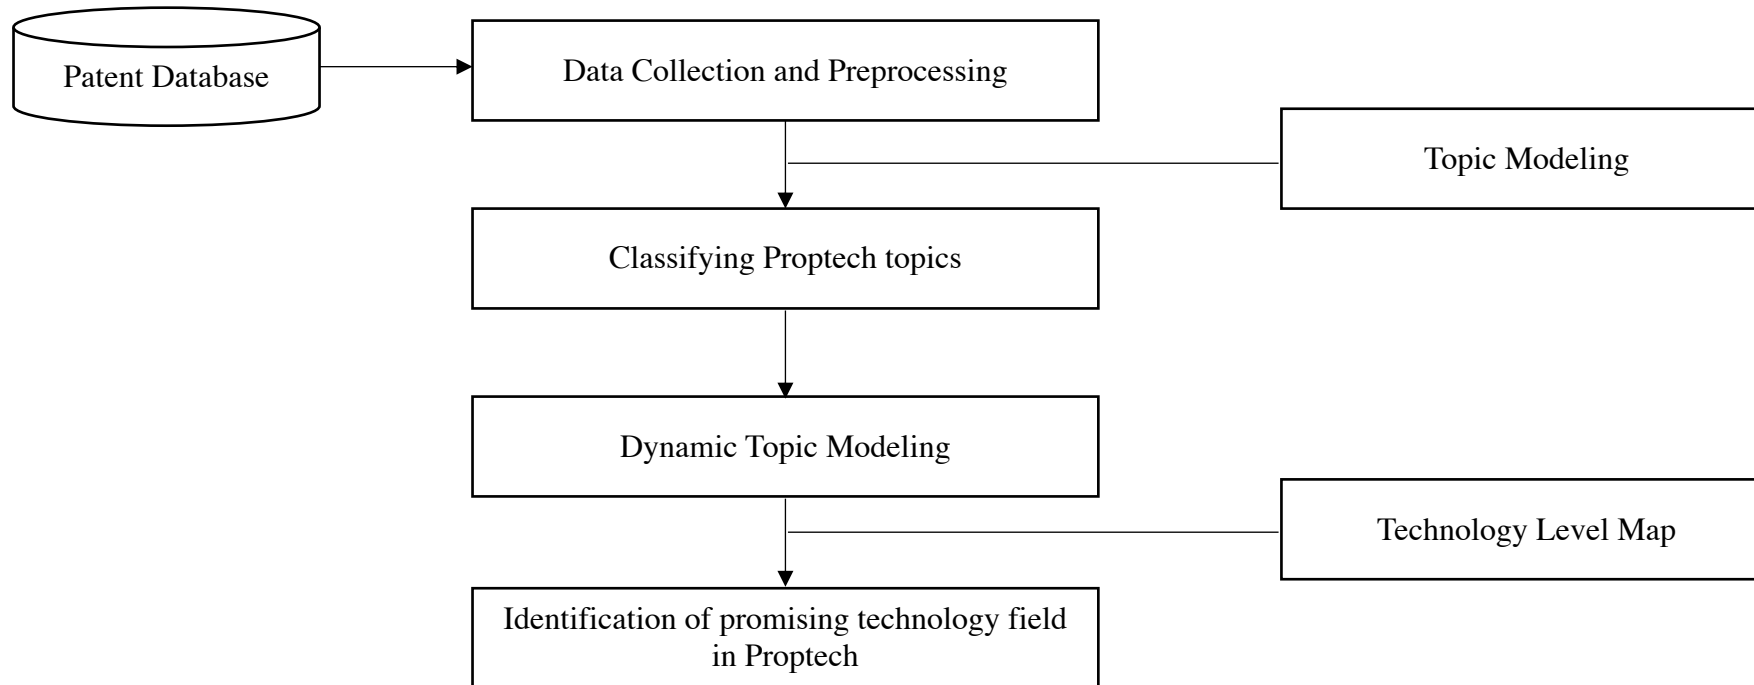 Patent Database
Data Collection and Preprocessing
Topic Modeling
Classifying Proptech topics
Dynamic Topic Modeling
Technology Level Map
Identification of promising technology field
in Proptech